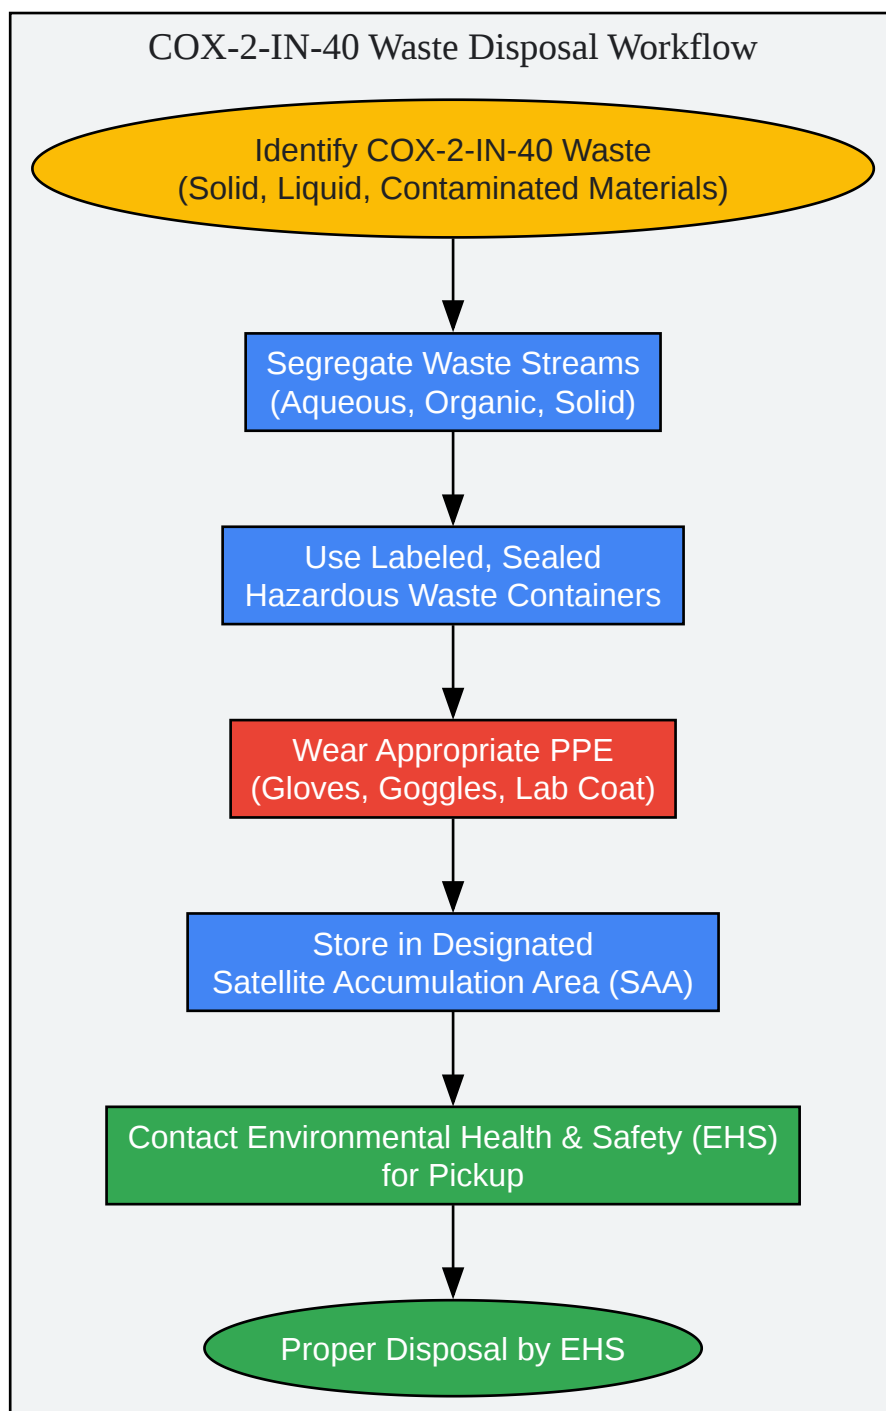 COX-2-IN-40 Waste Disposal Workflow
Identify COX-2-IN-40 Waste
(Solid, Liquid, Contaminated Materials)
Segregate Waste Streams
(Aqueous, Organic, Solid)
Use Labeled, Sealed
Hazardous Waste Containers
Wear Appropriate PPE
(Gloves, Goggles, Lab Coat)
Store in Designated
Satellite Accumulation Area (SAA)
Contact Environmental Health & Safety (EHS)
for Pickup
Proper Disposal by EHS